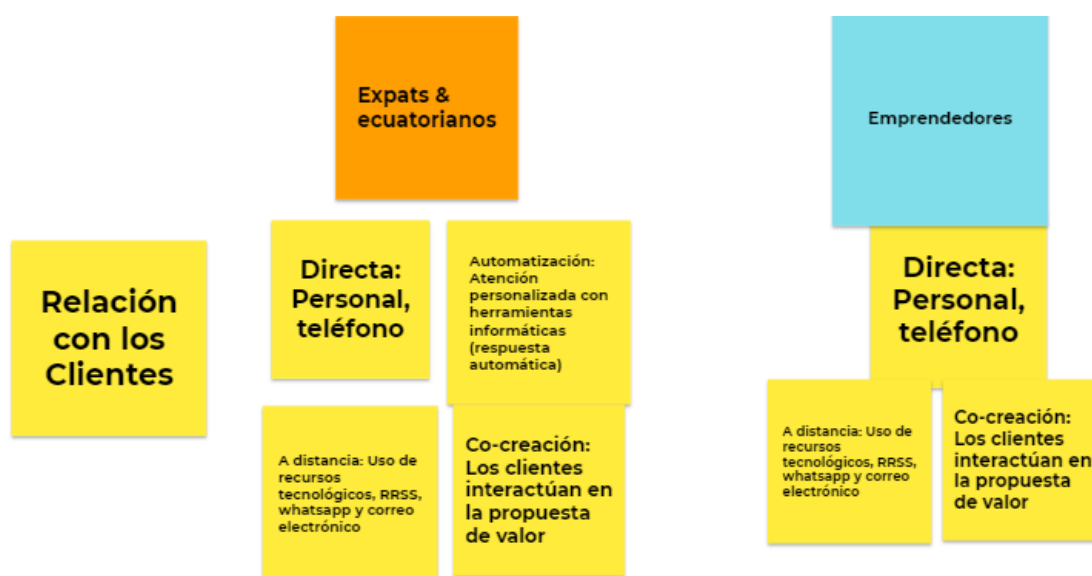 Expats &
ecuatorianos
Emprendedores
Relación
con los
Clientes
Directa:
Personal,
teléfono
Automatización:
Atención
personalizada con
herramientas
informáticas
(respuesta
automática)
A distancia: Uso de
recursos
tecnológicos, RRSS,
whatsapp y correo
electrónico
Co-creación:
Los clientes
interactúan en
la propuesta
de valor
Directa:
Personal,
teléfono
A distancia: Uso de
recursos
tecnológicos, RRSS,
whatsapp y correo
electrónico
Co-creación:
Los clientes
interactúan en
la propuesta
de valor